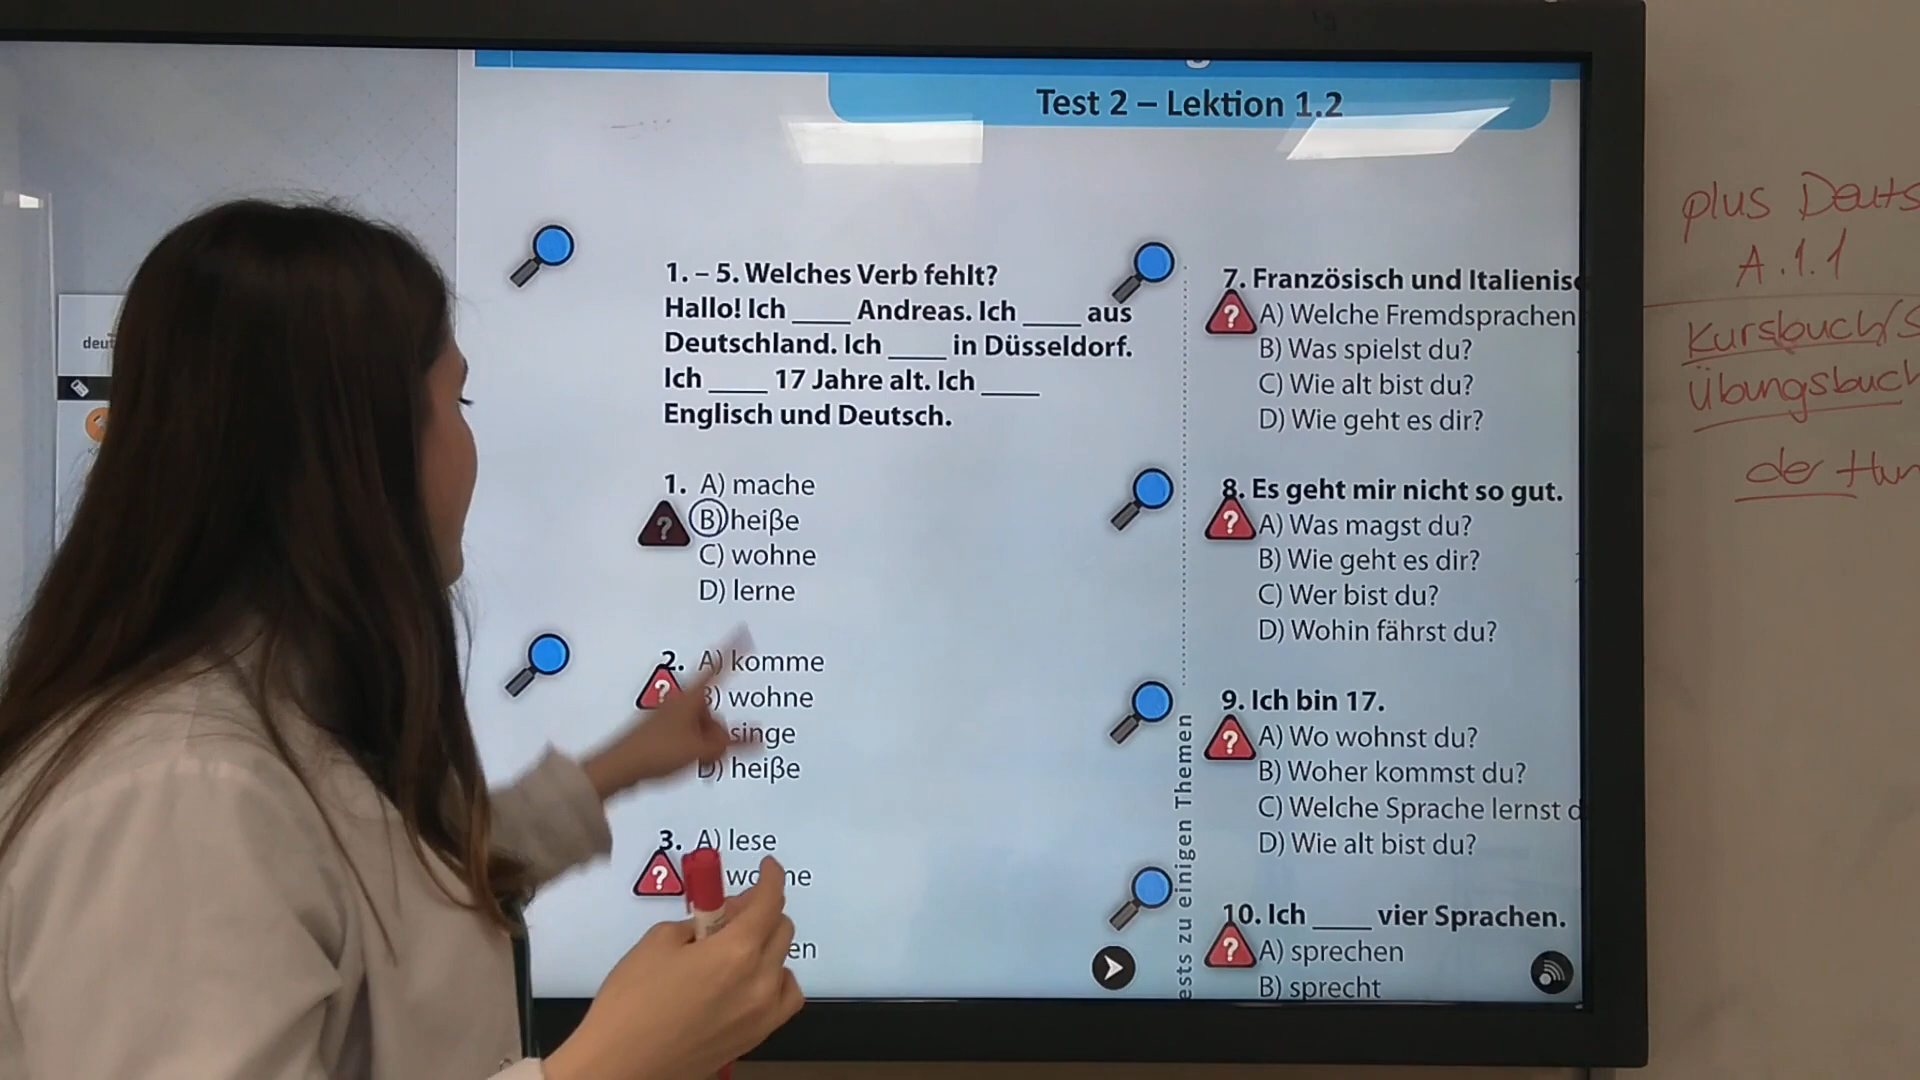 Test 2 – Lektion 1.2
1. – 5. Welches Verb fehlt?
Hallo! Ich ____ Andreas. Ich ____ aus
Deutschland. Ich ____ in Düsseldorf.
Ich ____ 17 Jahre alt. Ich ____
Englisch und Deutsch.
1. A) mache
B) heiße
C) wohne
D) lerne
2. A) komme
B) wohne
singe
D) heiße
3. A) lese
7. Französisch und
A) Welche Fremdsprachen
B) Was spielst du?
C) Wie alt bist du?
D) Wie geht es dir?
8. Es geht mir nicht so gut.
A) Was magst du?
B) Wie geht es dir?
C) Wer bist du?
D) Wohin fährst du?
9. Ich bin 17.
A) Wo wohnst du?
B) Woher kommst du?
C) Welche Sprache lernst
D) Wie alt bist du?
10. Ich ____ vier Sprachen.
A) sprechen
B) sprecht
zu einigen Themen
plus
A.1.1
Kursbuch/
Übungsbuch
der